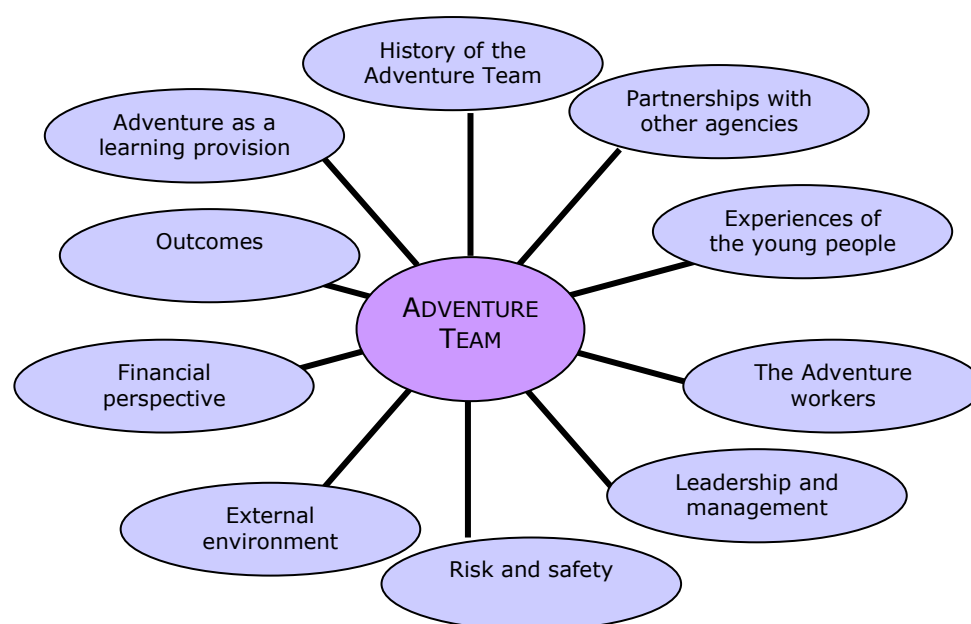 History of the
Adventure Team
Partnerships with
other agencies
Adventure as a
learning provision
Experiences of
the young people
Outcomes
ADVENTURE
TEAM
Financial
perspective
The Adventure
workers
Leadership and
management
External
environment
Risk and safety